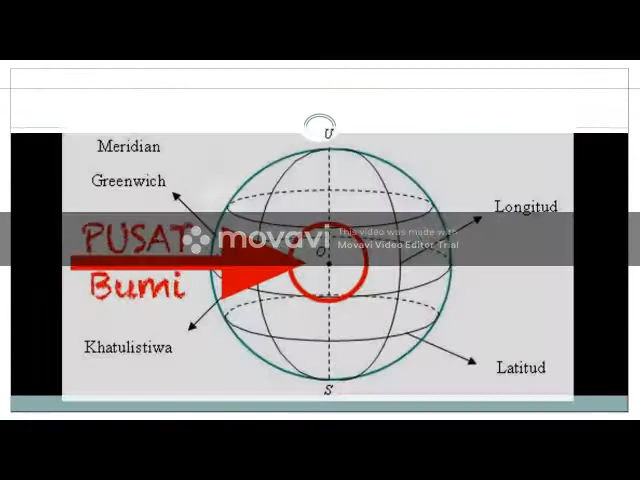 U
Meridian
Greenwich
Longitud
PUSAT
movavi
This video was made with
Movavi Video Editor Trial
O
Bumi
Khatulistiwa
Latitud
S